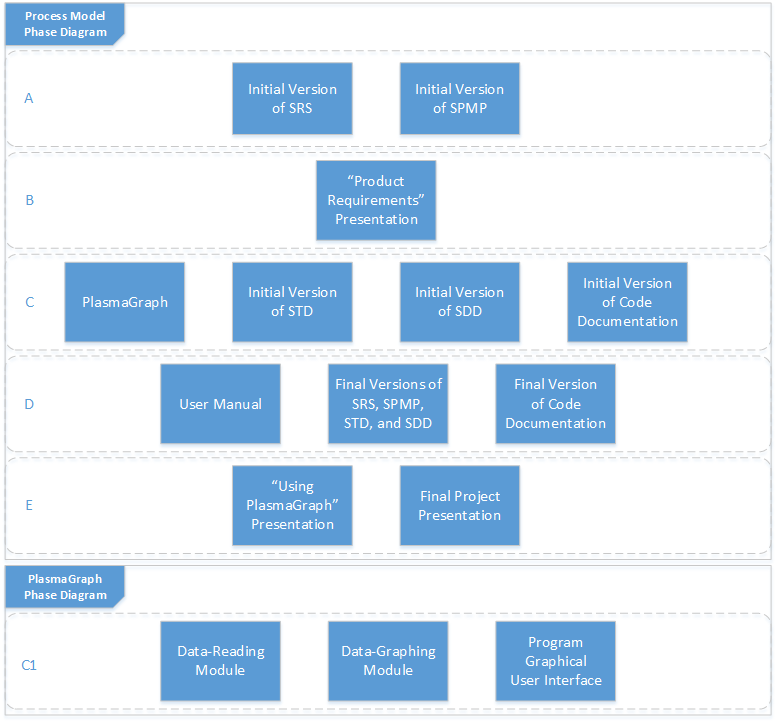 Process Model
Phase Diagram
A
Initial Version
of SRS
Initial Version
of SPMP
B
“Product
Requirements”
Presentation
C
PlasmaGraph
Initial Version
of STD
Initial Version
of SDD
Initial Version
of Code
Documentation
D
User Manual
Final Versions of
SRS, SPMP,
STD, and SDD
Final Version
of Code
Documentation
E
“Using
PlasmaGraph”
Presentation
Final Project
Presentation
PlasmaGraph
Phase Diagram
C1
Data-Reading
Module
Data-Graphing
Module
Program
Graphical
User Interface